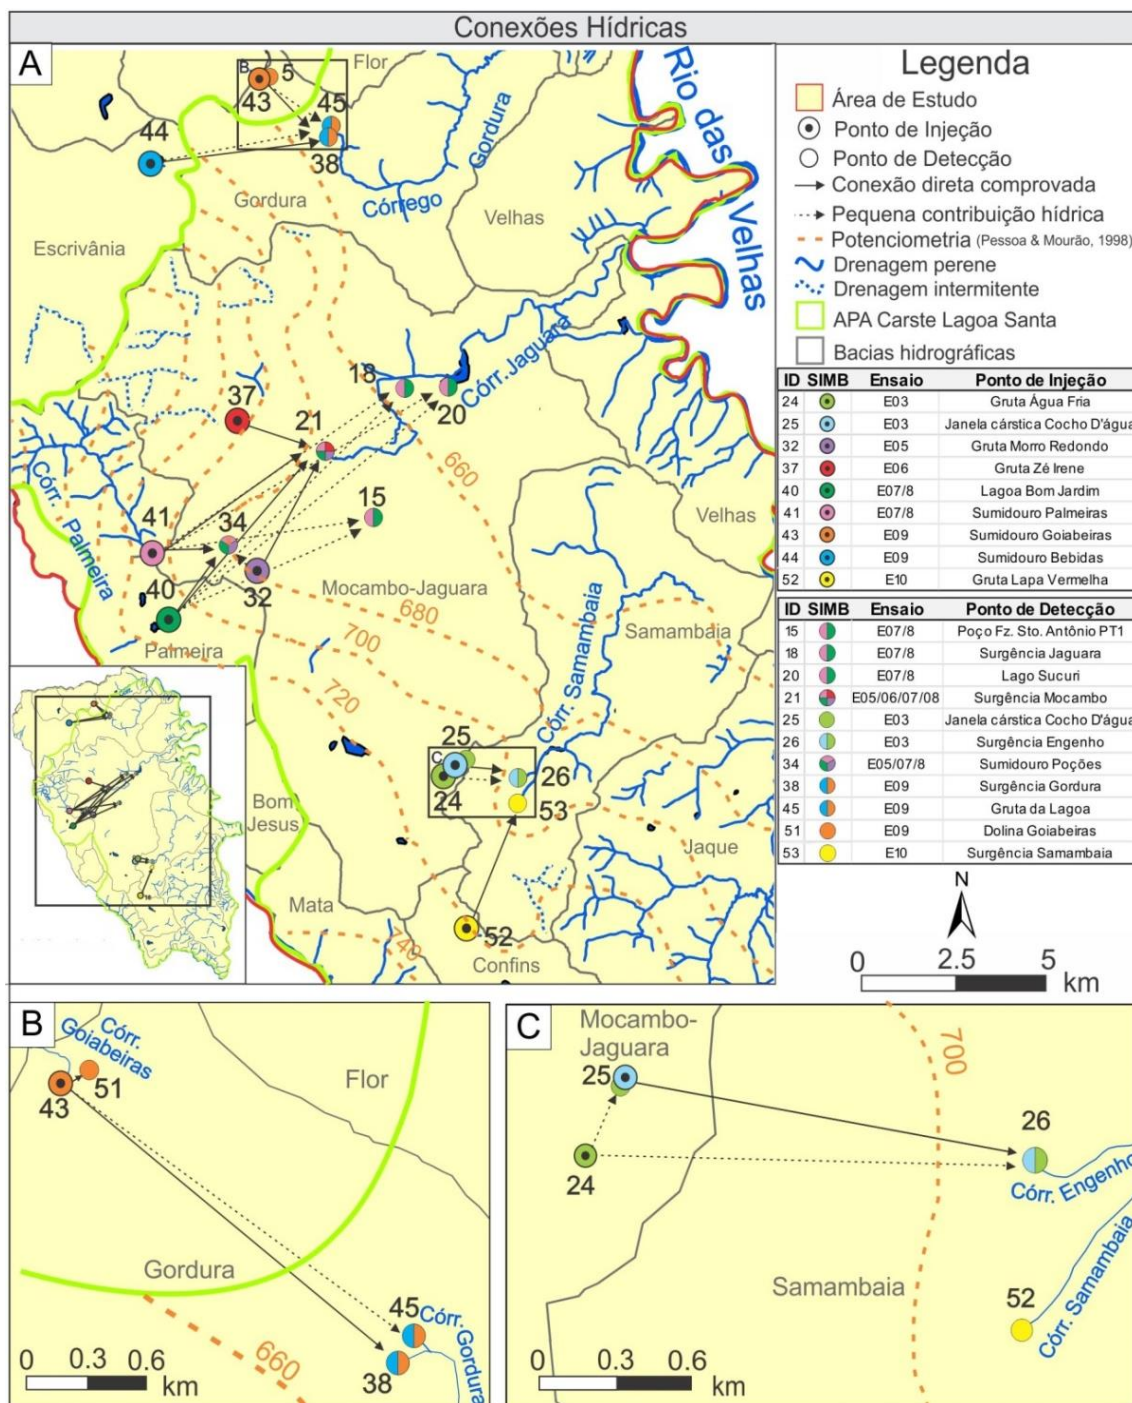 Conexões Hídricas
A
B
5
Flor
43
45
44
38
Gordura
Córrego
Gordura
Velhas
Rio das Velhas
Escrivânia
18
20
Córr. Jaguara
37
21
660
15
Velhas
Córr. Palmeira
41
34
40
32
Mocambo-Jaguara
680
700
Palmeira
720
Samambaia
Córr. Samambaia
25
C
24
26
53
Bom
Jesus
Jaque
Mata
740
52
Confins
Legenda
Área de Estudo
Ponto de Injeção
Ponto de Detecção
Conexão direta comprovada
Pequena contribuição hídrica
Potenciometria (Pessoa & Mourão, 1998)
Drenagem perene
Drenagem intermitente
APA Carste Lagoa Santa
Bacias hidrográficas
ID SIMB Ensaio Ponto de Injeção
24 E03 Gruta Água Fria
25 E03 Janela cárstica Cocho D'água
32 E05 Gruta Morro Redondo
37 E06 Gruta Zé Irene
40 E07/8 Lagoa Bom Jardim
41 E07/8 Sumidouro Palmeiras
43 E09 Sumidouro Goiabeiras
44 E09 Sumidouro Bebidas
52 E10 Gruta Lapa Vermelha
ID SIMB Ensaio Ponto de Detecção
15 E07/8 Poço Fz. Sto. Antônio PT1
18 E07/8 Surgência Jaguara
20 E07/8 Lago Sucuri
21 E05/06/07/08 Surgência Mocambo
25 E03 Janela cárstica Cocho D'água
26 E03 Surgência Engenho
34 E05/07/8 Sumidouro Poções
38 E09 Surgência Gordura
45 E09 Gruta da Lagoa
51 E09 Dolina Goiabeiras
53 E10 Surgência Samambaia
N
0 2.5 5
km
B
Córr.
Goiabeiras
51
43
Flor
Gordura
660
45
38
Córr. Gordura
0 0.3 0.6
km
C
Mocambo-
Jaguara
25
24
700
26
Córr. Engenho
Samambaia
52
Córr. Samambaia
0 0.3 0.6
km